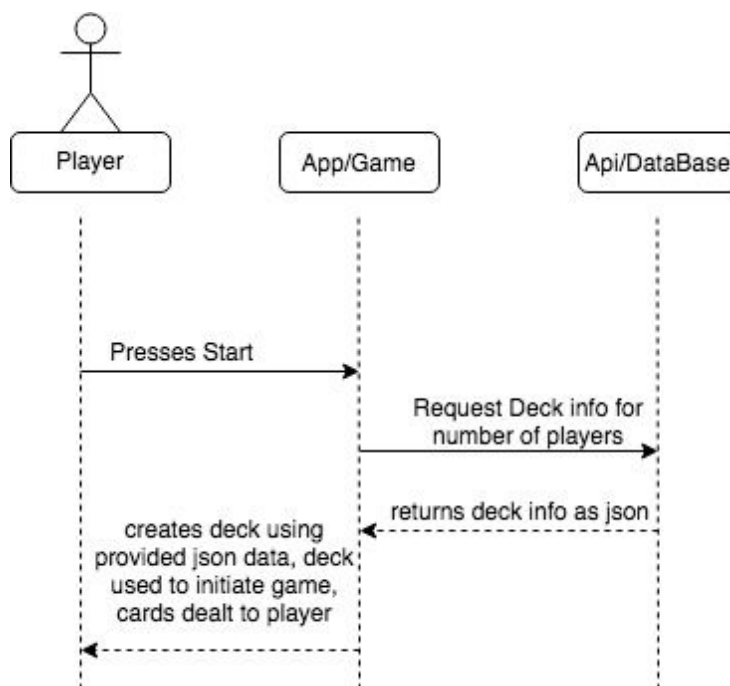 Player
App/Game
Api/DataBase
Presses Start
Request Deck info for
number of players
returns deck info as json
creates deck using
provided json data, deck
used to initiate game,
cards dealt to player